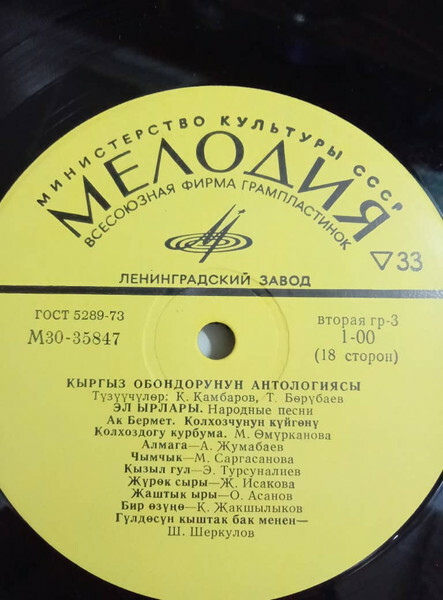 МИНИСТЕРСТВО КУЛЬТУРЫ СССР
МЕЛОДИЯ
ВСЕСОЮЗНАЯ ФИРМА ГРАМПЛАСТИНОК
▽33
ЛЕНИНГРАДСКИЙ ЗАВОД
ГОСТ 5289-73
М30-35847
вторая гр-3
1-00
(18 сторон)
КЫРГЫЗ ОБОНДОРУНУН АНТОЛОГИЯСЫ
Түзүүчүлөр: К. Камбаров, Т. Бөрүбаев
ЭЛ ЫРЛАРЫ. Народные песни
Ак Бермет. Колхозчунун күйгөнү
Колхоздогу курбума. М. Өмүрканова
Алмага—А. Жумабаев
Чымчык—М. Саргасанова
Кызыл гул—Э. Турсуналиев
Жүрөк сыры—Ж. Исакова
Жаштык ыры—О. Асанов
Бир өзүңө—К. Жакшылыков
Гүлдөсүн кыштак бак менен—
Ш. Шеркулов